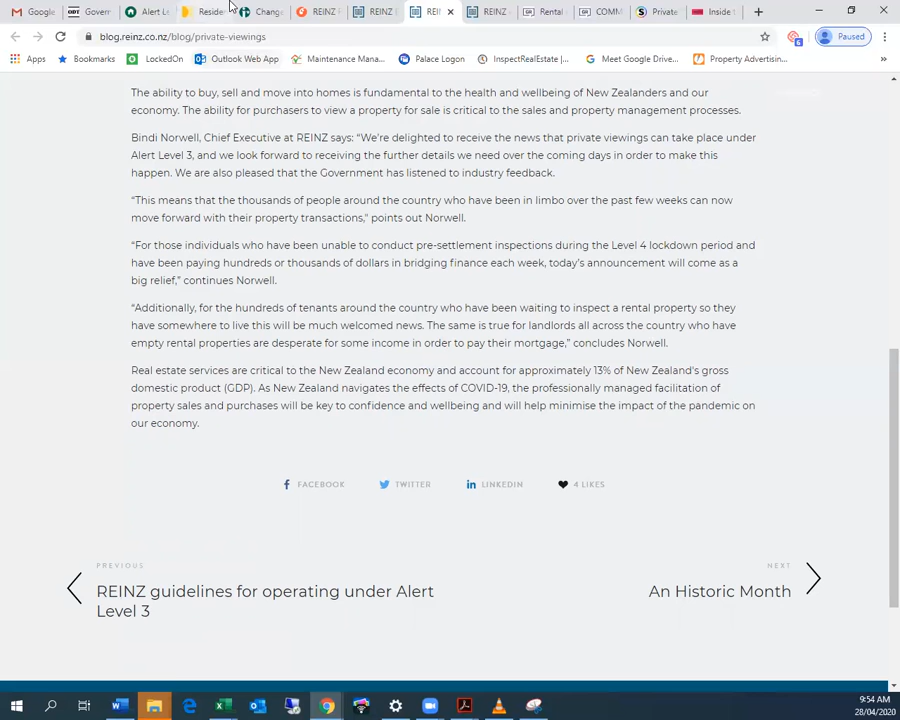 Google
ODT Govern
Alert Le
Reside
Change
REINZ F
REINZ
REI
REINZ
Rental
COMM
Private
Inside
blog.reinz.co.nz/blog/private-viewings
6
Paused
Apps
Bookmarks
LockedOn
Outlook Web App
Maintenance Mana...
Palace Logon
InspectRealEstate |...
Google Meet Drive...
Property Advertising...
»
The ability to buy, sell and move into homes is fundamental to the health and wellbeing of New Zealanders and our
economy. The ability for purchasers to view a property for sale is critical to the sales and property management processes.
Bindi Norwell, Chief Executive at REINZ says: “We're delighted to receive the news that private viewings can take place under
Alert Level 3, and we look forward to receiving the further details we need over the coming days in order to make this
happen. We are also pleased that the Government has listened to industry feedback.
“This means that the thousands of people around the country who have been in limbo over the past few weeks can now
move forward with their property transactions,” points out Norwell.
“For those individuals who have been unable to conduct pre-settlement inspections during the Level 4 lockdown period and
have been paying hundreds or thousands of dollars in bridging finance each week, today's announcement will come as a
big relief,” continues Norwell.
“Additionally, for the hundreds of tenants around the country who have been waiting to inspect a rental property so they
have somewhere to live this will be much welcomed news. The same is true for landlords all across the country who have
empty rental properties are desperate for some income in order to pay their mortgage,” concludes Norwell.
Real estate services are critical to the New Zealand economy and account for approximately 13% of New Zealand's gross
domestic product (GDP). As New Zealand navigates the effects of COVID-19, the professionally managed facilitation of
property sales and purchases will be key to confidence and wellbeing and will help minimise the impact of the pandemic on
our economy.
FACEBOOK
TWITTER
LINKEDIN
4 LIKES
PREVIOUS
REINZ guidelines for operating under Alert
Level 3
NEXT
An Historic Month
9:54 AM
28/04/2020